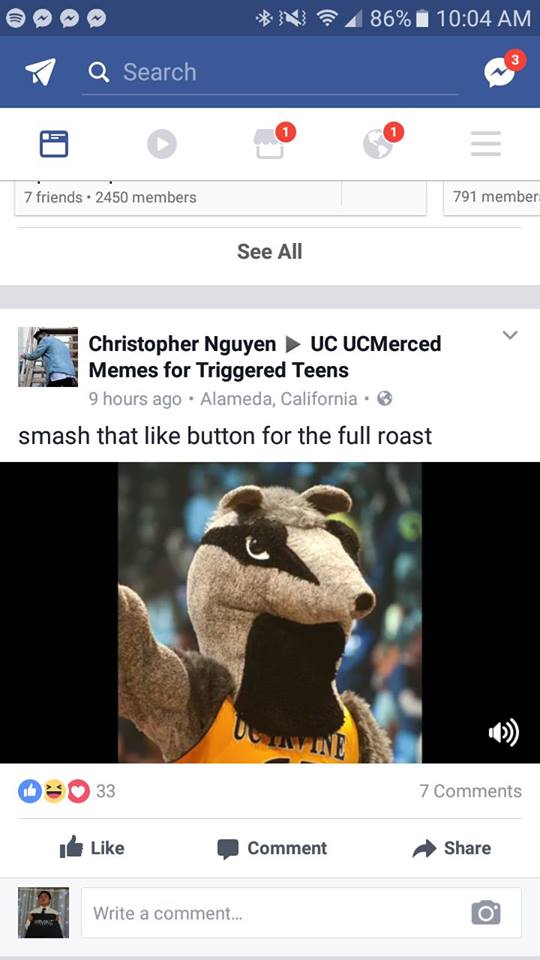 86% 10:04 AM
Search
3
1
1
7 friends • 2450 members
791 member
See All
Christopher Nguyen ▶ UC UCMerced
Memes for Triggered Teens
9 hours ago • Alameda, California •
smash that like button for the full roast
UC IRVINE
33
7 Comments
Like
Comment
Share
Write a comment...